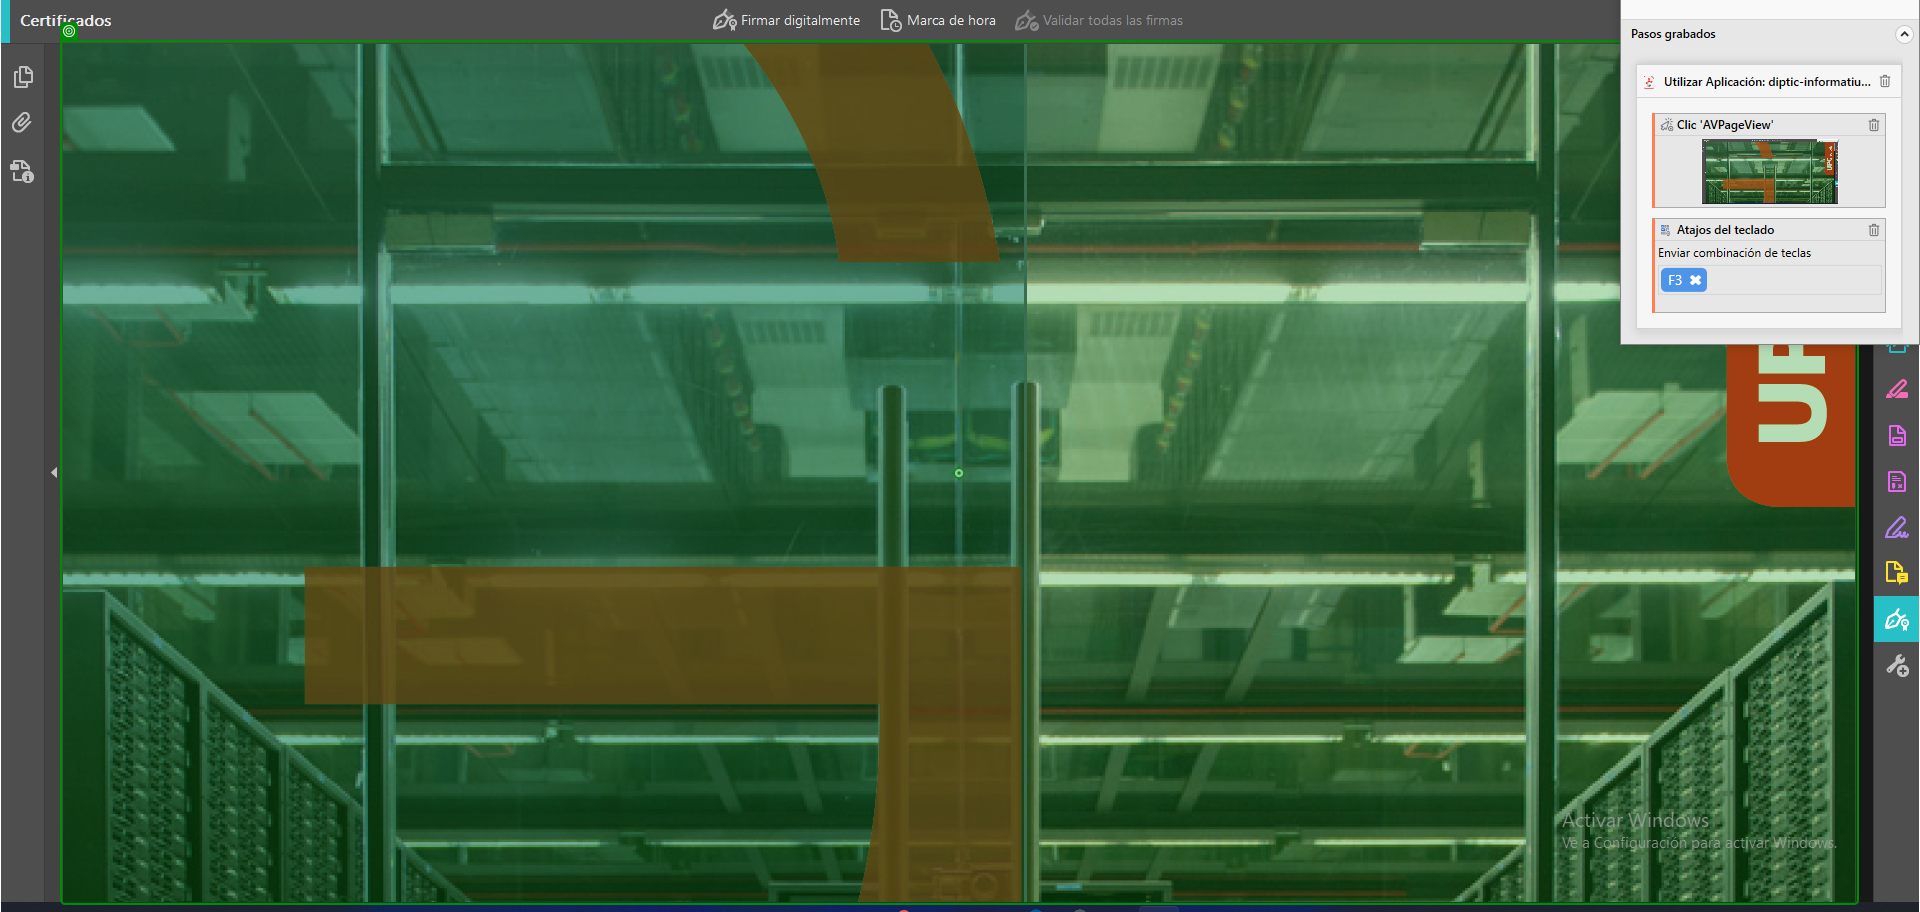 Certificados
Firmar digitalmente
Marca de hora
Validar todas las firmas
Pasos grabados
Utilizar Aplicación: diptic-informatiu...
Clic 'AVPageView'
Atajos del teclado
Enviar combinación de teclas
F3
UP
Activar Windows
Ve a Configuración para activar Windows.